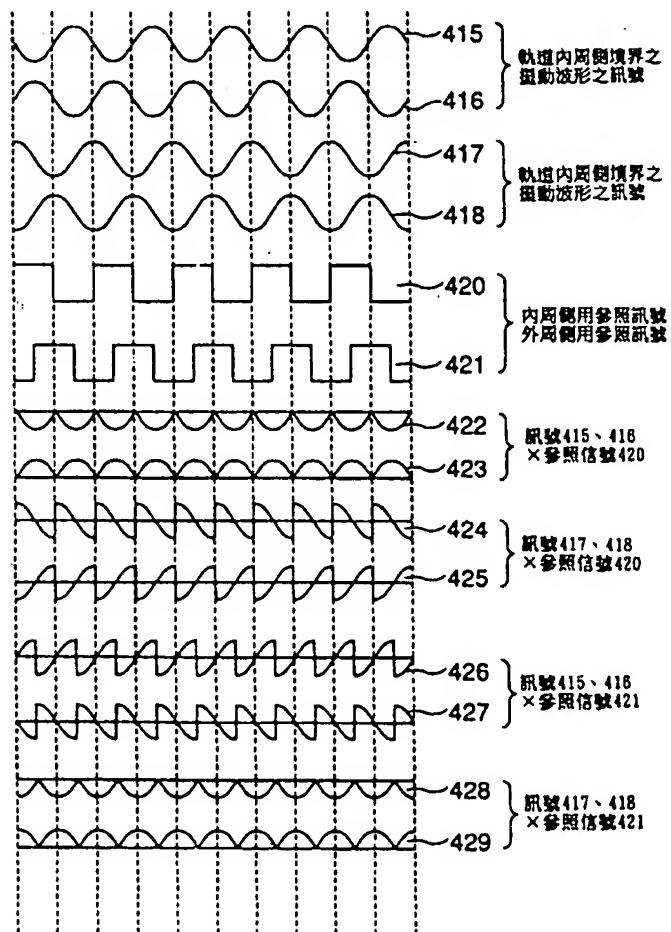 415
416
軌道內周側境界之
擺動波形之訊號
417
418
軌道內周側境界之
擺動波形之訊號
420
421
內周側用參照訊號
外周側用參照訊號
422
423
訊號415、416
×參照信號420
424
425
訊號417、418
×參照信號420
426
427
訊號415、416
×參照信號421
428
429
訊號417、418
×參照信號421